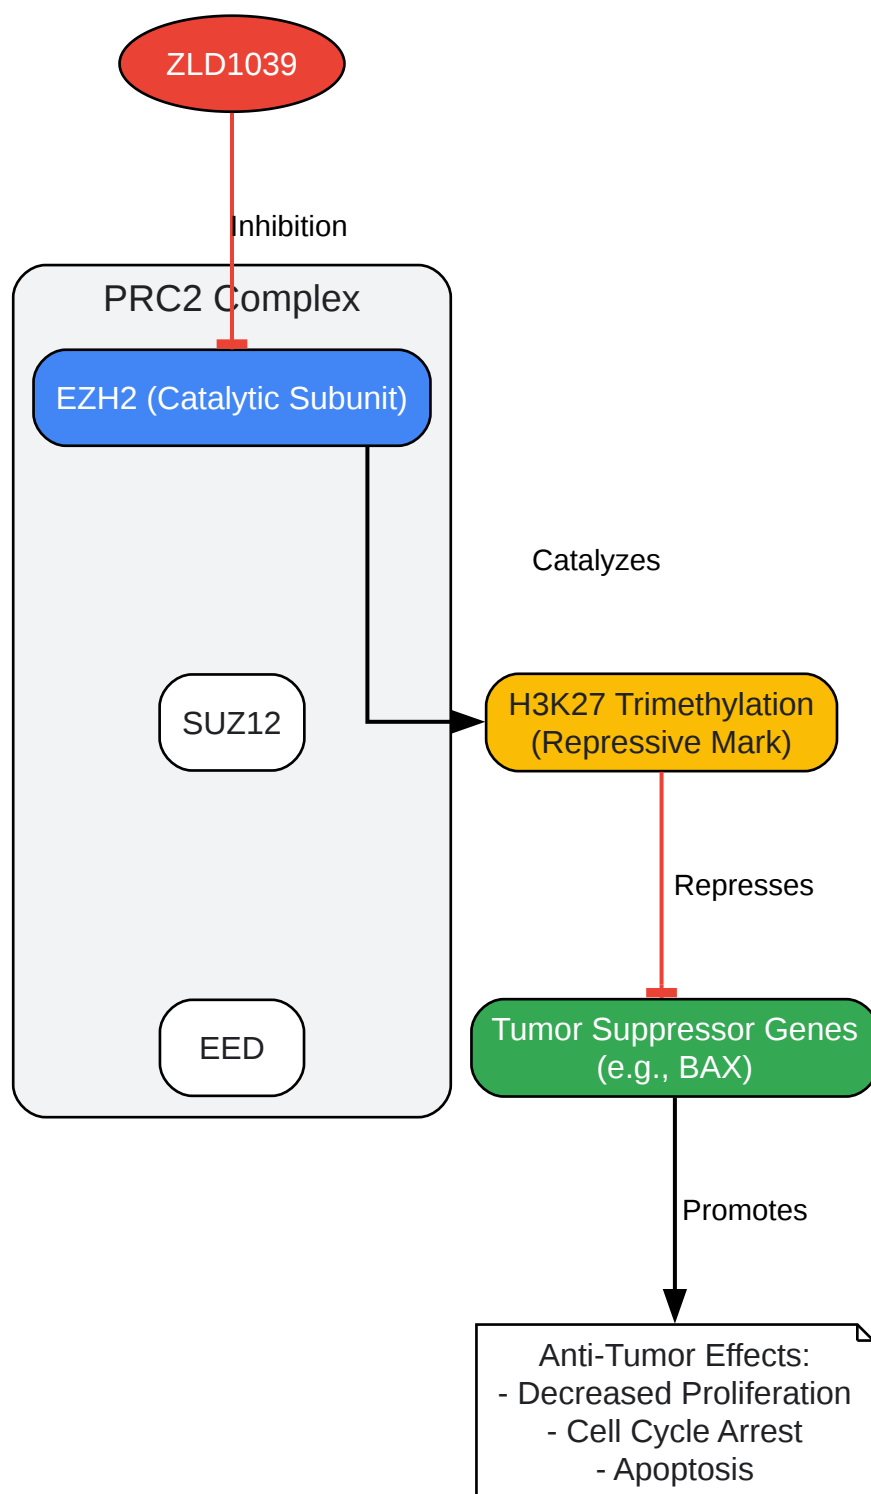 ZLD1039
Inhibition
PRC2 Complex
EZH2 (Catalytic Subunit)
Catalyzes
SUZ12
H3K27 Trimethylation
(Repressive Mark)
Represses
EED
Tumor Suppressor Genes
(e.g., BAX)
Promotes
Anti-Tumor Effects:
- Decreased Proliferation
- Cell Cycle Arrest
- Apoptosis